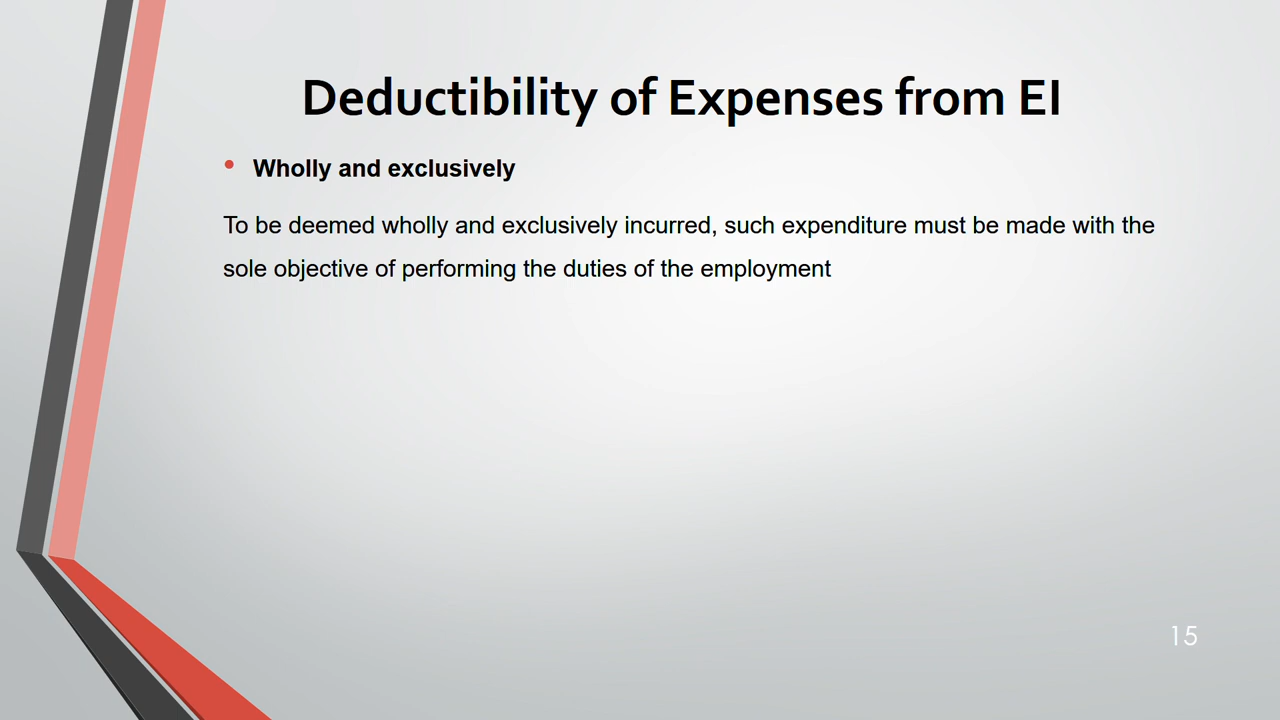 Deductibility of Expenses from EI
• Wholly and exclusively
To be deemed wholly and exclusively incurred, such expenditure must be made with the
sole objective of performing the duties of the employment
15